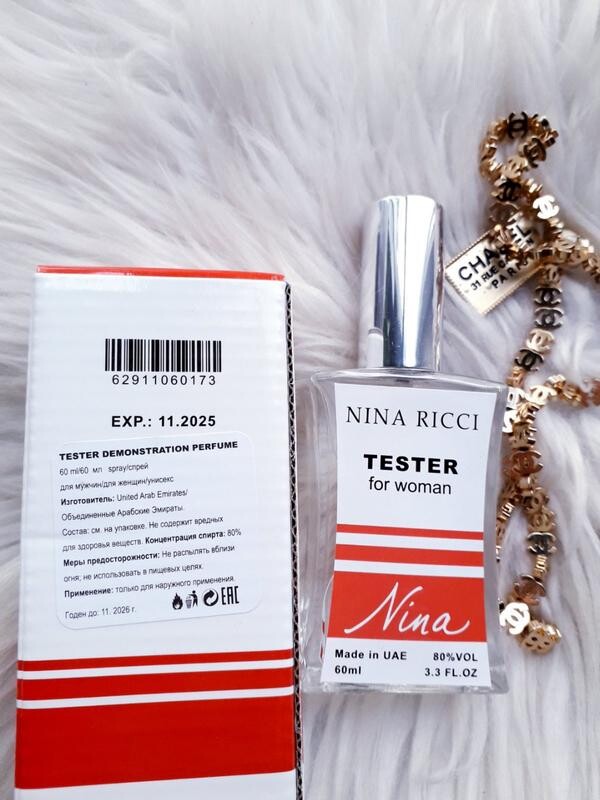 62911060173
EXP.: 11.2025
TESTER DEMONSTRATION PERFUME
60 ml/60 мл spray/спрей
для мужчин/для женщин/унисекс
Изготовитель: United Arab Emirates/
Объединенные Арабские Эмираты.
Состав: см. на упаковке. Не содержит вредных
для здоровья веществ. Концентрация спирта: 80%
Меры предосторожности: Не распылять вблизи
огня; не использовать в пищевых целях.
Применение: только для наружного применения.
Годен до: 11. 2026 г.
EAC
NINA RICCI
TESTER
for woman
Nina
Made in UAE 80%VOL
60ml 3.3 FL.OZ
CHANEL
31 RUE
PARIS